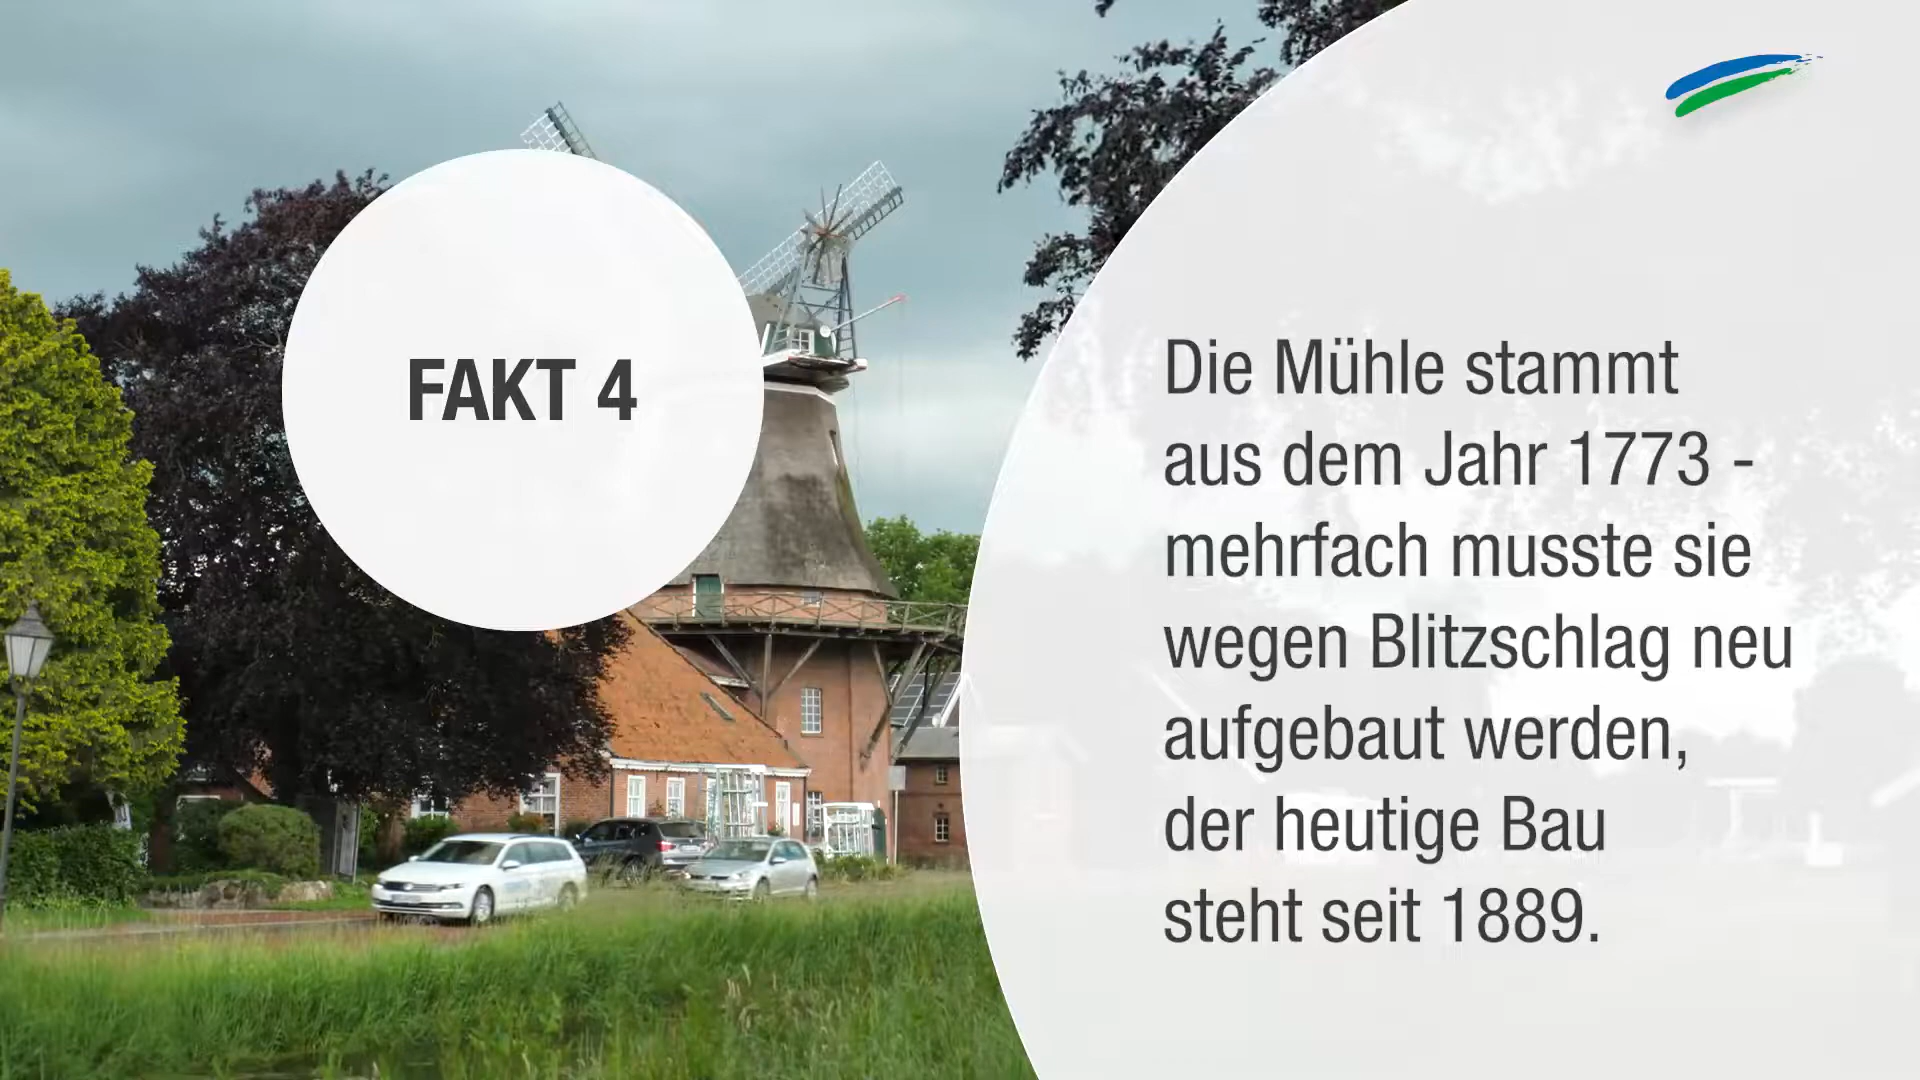 FAKT 4
Die Mühle stammt
aus dem Jahr 1773 -
mehrfach musste sie
wegen Blitzschlag neu
aufgebaut werden,
der heutige Bau
steht seit 1889.